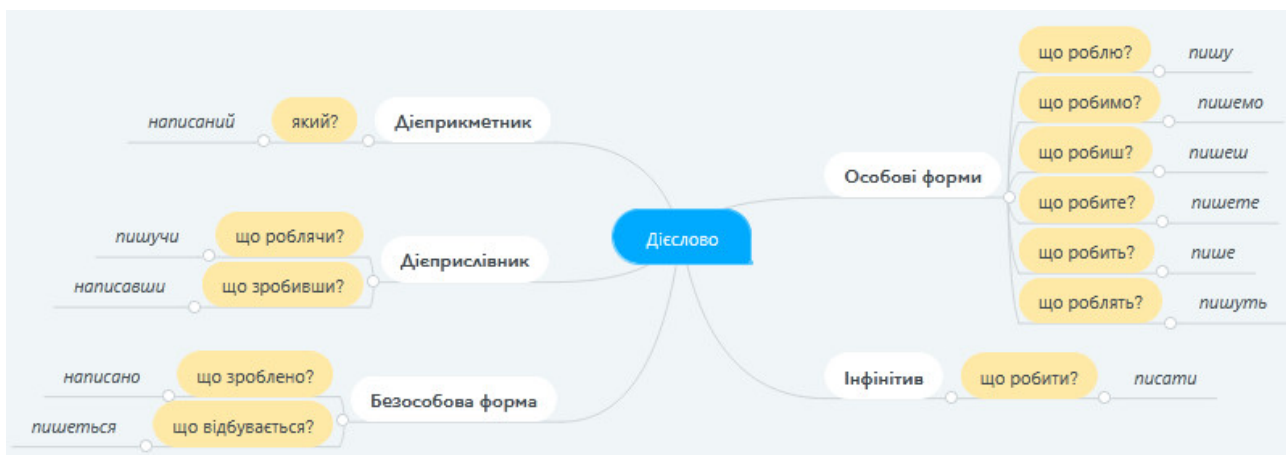 Дієслово
Дієприкметник
який?
написаний
Дієприслівник
що роблячи?
пишучи
що зробивши?
написавши
Безособова форма
що зроблено?
написано
що відбувається?
пишеться
Особові форми
що роблю?
пишу
що робимо?
пишемо
що робиш?
пишеш
що робите?
пишете
що робить?
пише
що роблять?
пишуть
Інфінітив
що робити?
писати